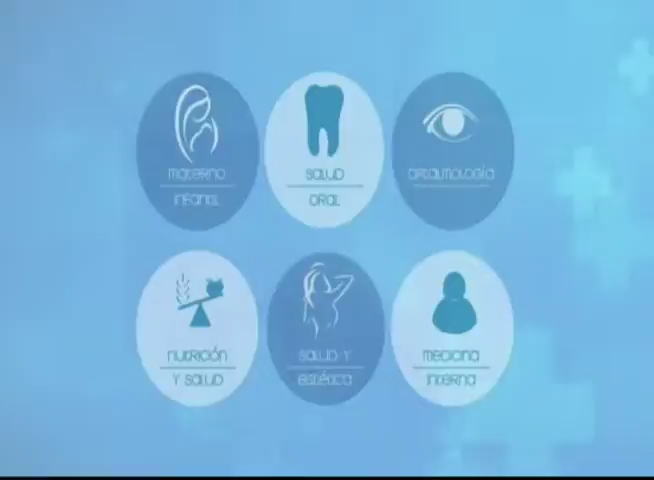 materno
infantil
salud
oral
oftalmología
nutrición
y salud
salud y
estética
medicina
interna